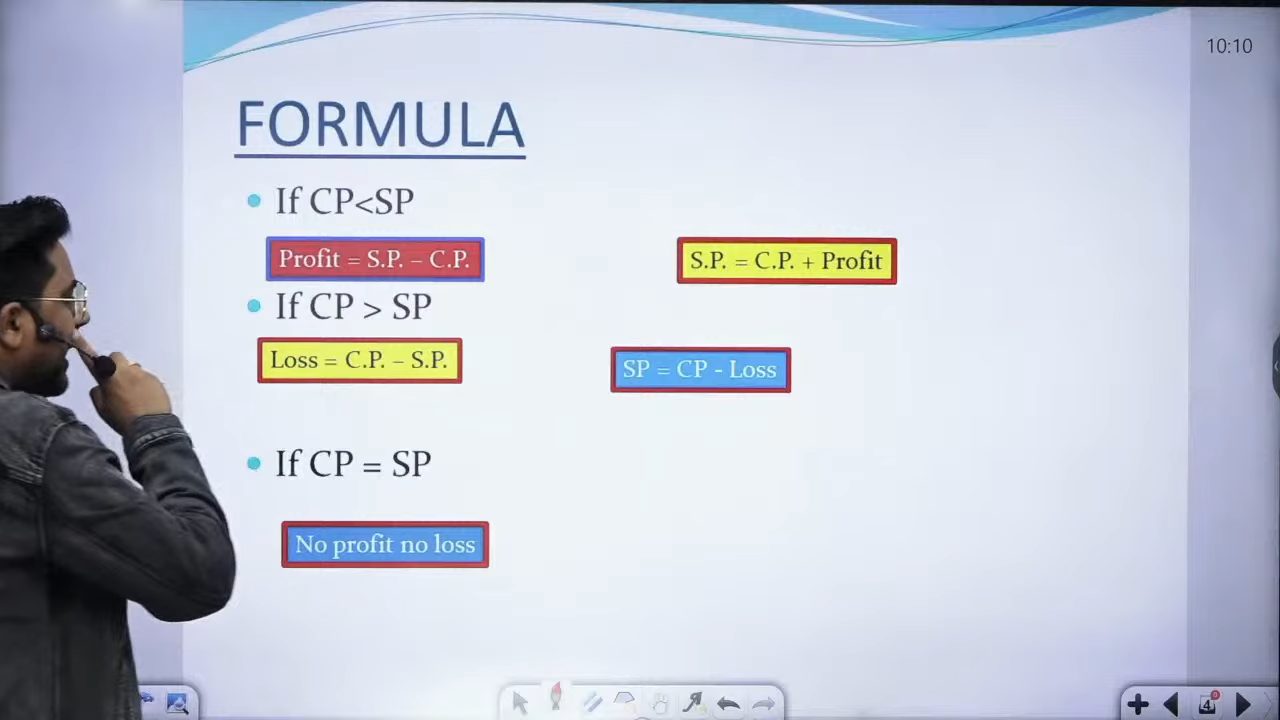 10:10
FORMULA
If CP<SP
Profit = S.P. – C.P.
S.P. = C.P. + Profit
If CP > SP
Loss = C.P. – S.P.
SP = CP - Loss
If CP = SP
No profit no loss
4